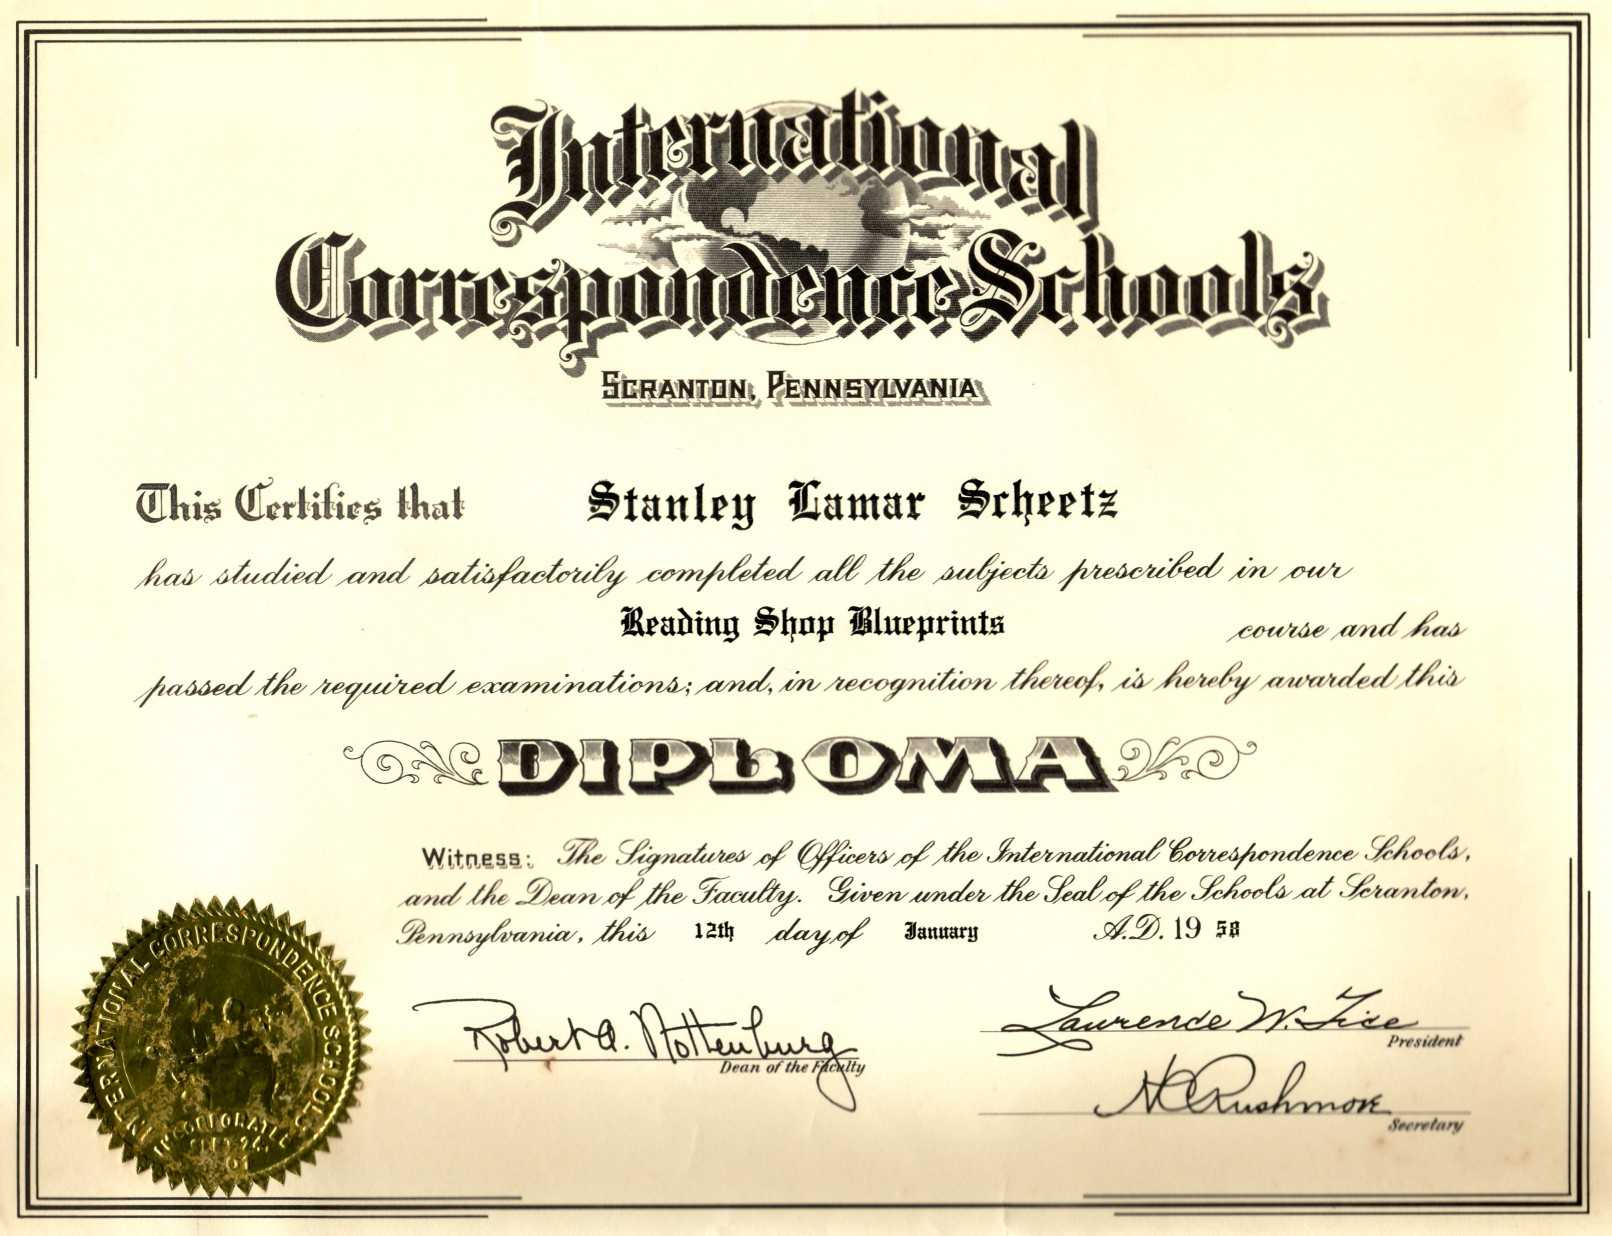 International
Correspondence Schools
SCRANTON, PENNSYLVANIA
This Certifies that Stanley Lamar Scheetz
has studied and satisfactorily completed all the subjects prescribed in our
Reading Shop Blueprints course and has
passed the required examinations; and, in recognition thereof, is hereby awarded this
DIPLOMA
Witness: The Signatures of Officers of the International Correspondence Schools,
and the Dean of the Faculty. Given under the Seal of the Schools at Scranton,
Pennsylvania, this 12th day of January A.D. 19 58
Robert A. Nottenburg
Dean of the Faculty
Laurence W. Tice
President
N C Rushmore
Secretary
INTERNATIONAL CORRESPONDENCE SCHOOLS
INCORPORATED